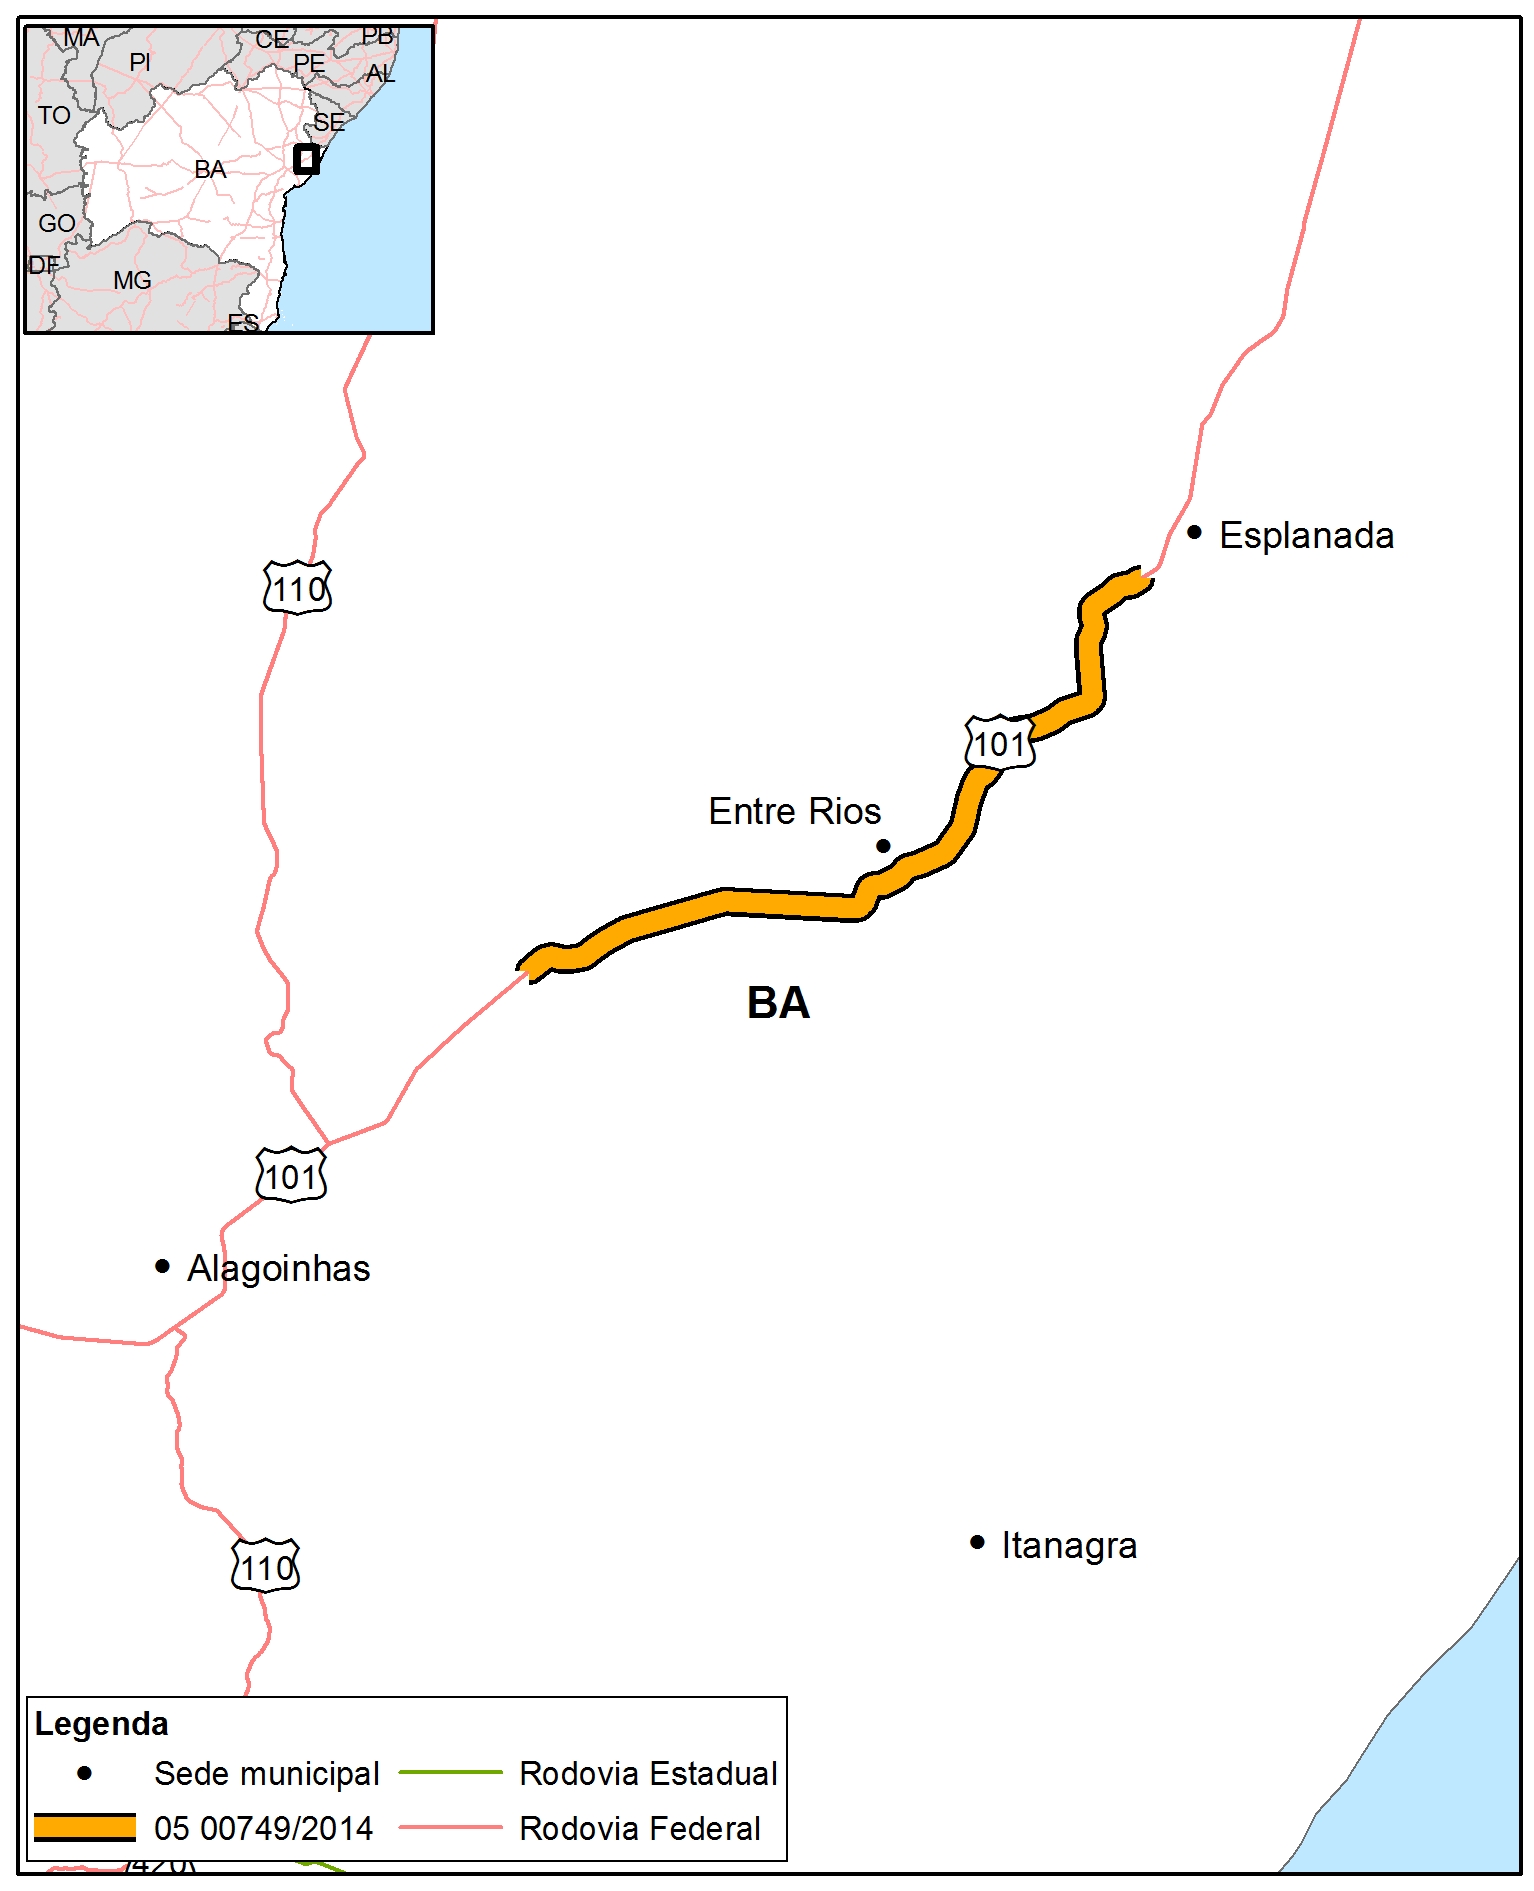 MA
CE
PB
PI
PE
AL
TO
SE
BA
GO
DF
MG
ES
110
Esplanada
101
Entre Rios
BA
101
Alagoinhas
110
Itanagra
Legenda
Sede municipal
Rodovia Estadual
05 00749/2014
Rodovia Federal
420